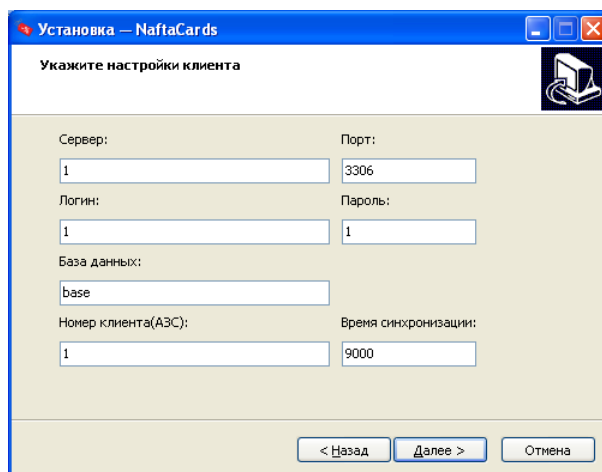 Установка — NaftaCards
Укажите настройки клиента
Сервер: Порт:
1 3306
Логин: Пароль:
1 1
База данных:
base
Номер клиента(АЗС): Время синхронизации:
1 9000
< Назад Далее > Отмена